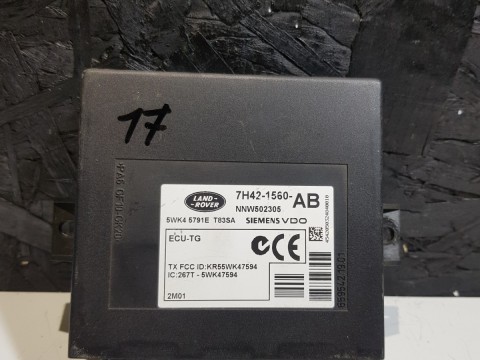 17
LAND-
ROVER
7H42-1560-AB
NNW502305
5WK4 5791E T83SA SIEMENS VDO
ECU-TG
CE
TX FCC ID:KR55WK47594
IC:267T - 5WK47594
2M01